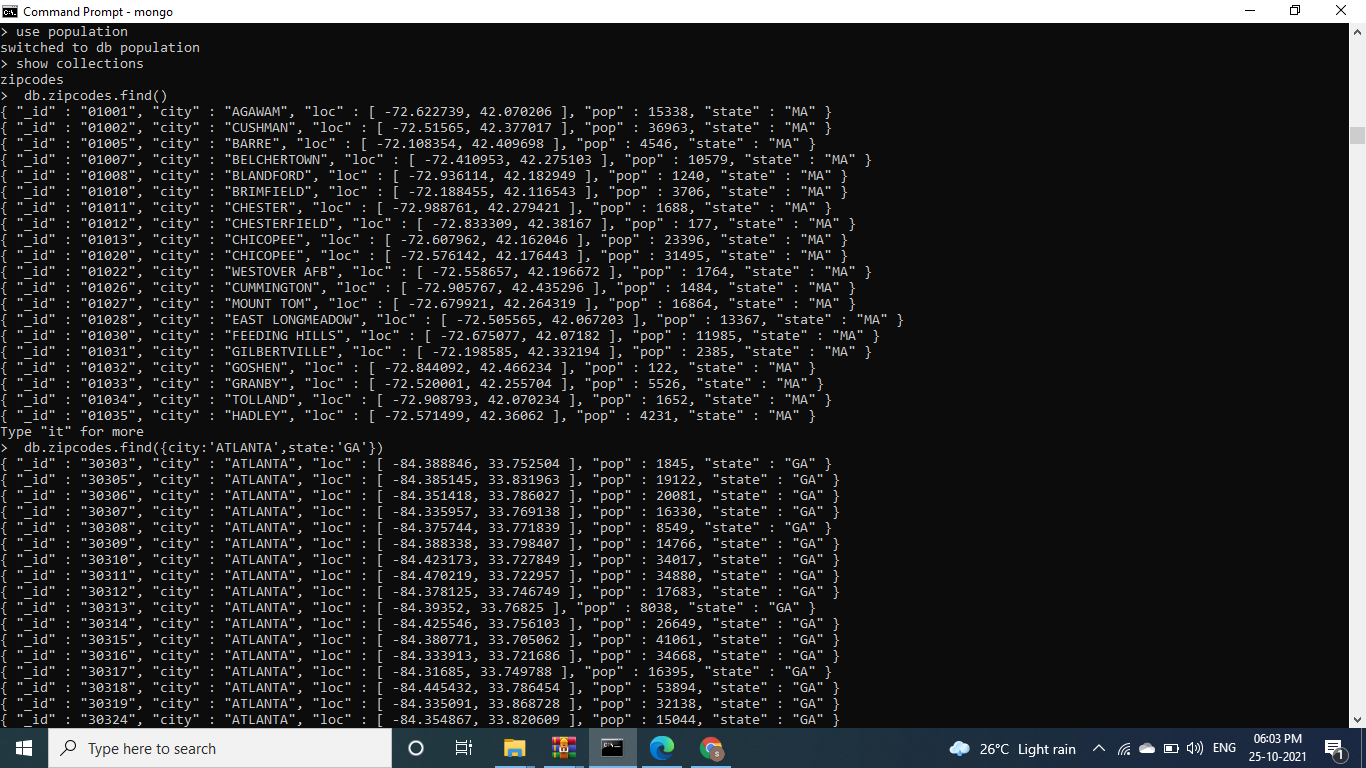 Command Prompt - mongo
> use population
switched to db population
> show collections
zipcodes
>  db.zipcodes.find()
{ "_id" : "01001", "city" : "AGAWAM", "loc" : [ -72.622739, 42.070206 ], "pop" : 15338, "state" : "MA" }
{ "_id" : "01002", "city" : "CUSHMAN", "loc" : [ -72.51565, 42.377017 ], "pop" : 36963, "state" : "MA" }
{ "_id" : "01005", "city" : "BARRE", "loc" : [ -72.108354, 42.409698 ], "pop" : 4546, "state" : "MA" }
{ "_id" : "01007", "city" : "BELCHERTOWN", "loc" : [ -72.410953, 42.275103 ], "pop" : 10579, "state" : "MA" }
{ "_id" : "01008", "city" : "BLANDFORD", "loc" : [ -72.936114, 42.182949 ], "pop" : 1240, "state" : "MA" }
{ "_id" : "01010", "city" : "BRIMFIELD", "loc" : [ -72.188455, 42.116543 ], "pop" : 3706, "state" : "MA" }
{ "_id" : "01011", "city" : "CHESTER", "loc" : [ -72.988761, 42.279421 ], "pop" : 1688, "state" : "MA" }
{ "_id" : "01012", "city" : "CHESTERFIELD", "loc" : [ -72.833309, 42.38167 ], "pop" : 177, "state" : "MA" }
{ "_id" : "01013", "city" : "CHICOPEE", "loc" : [ -72.607962, 42.162046 ], "pop" : 23396, "state" : "MA" }
{ "_id" : "01020", "city" : "CHICOPEE", "loc" : [ -72.576142, 42.176443 ], "pop" : 31495, "state" : "MA" }
{ "_id" : "01022", "city" : "WESTOVER AFB", "loc" : [ -72.558657, 42.196672 ], "pop" : 1764, "state" : "MA" }
{ "_id" : "01026", "city" : "CUMMINGTON", "loc" : [ -72.905767, 42.435296 ], "pop" : 1484, "state" : "MA" }
{ "_id" : "01027", "city" : "MOUNT TOM", "loc" : [ -72.679921, 42.264319 ], "pop" : 16864, "state" : "MA" }
{ "_id" : "01028", "city" : "EAST LONGMEADOW", "loc" : [ -72.505565, 42.067203 ], "pop" : 13367, "state" : "MA" }
{ "_id" : "01030", "city" : "FEEDING HILLS", "loc" : [ -72.675077, 42.07182 ], "pop" : 11985, "state" : "MA" }
{ "_id" : "01031", "city" : "GILBERTVILLE", "loc" : [ -72.198585, 42.332194 ], "pop" : 2385, "state" : "MA" }
{ "_id" : "01032", "city" : "GOSHEN", "loc" : [ -72.844092, 42.466234 ], "pop" : 122, "state" : "MA" }
{ "_id" : "01033", "city" : "GRANBY", "loc" : [ -72.520001, 42.255704 ], "pop" : 5526, "state" : "MA" }
{ "_id" : "01034", "city" : "TOLLAND", "loc" : [ -72.908793, 42.070234 ], "pop" : 1652, "state" : "MA" }
{ "_id" : "01035", "city" : "HADLEY", "loc" : [ -72.571499, 42.36062 ], "pop" : 4231, "state" : "MA" }
Type "it" for more
>  db.zipcodes.find({city:'ATLANTA',state:'GA'})
{ "_id" : "30303", "city" : "ATLANTA", "loc" : [ -84.388846, 33.752504 ], "pop" : 1845, "state" : "GA" }
{ "_id" : "30305", "city" : "ATLANTA", "loc" : [ -84.385145, 33.831963 ], "pop" : 19122, "state" : "GA" }
{ "_id" : "30306", "city" : "ATLANTA", "loc" : [ -84.351418, 33.786027 ], "pop" : 20081, "state" : "GA" }
{ "_id" : "30307", "city" : "ATLANTA", "loc" : [ -84.335957, 33.769138 ], "pop" : 16330, "state" : "GA" }
{ "_id" : "30308", "city" : "ATLANTA", "loc" : [ -84.375744, 33.771839 ], "pop" : 8549, "state" : "GA" }
{ "_id" : "30309", "city" : "ATLANTA", "loc" : [ -84.388338, 33.798407 ], "pop" : 14766, "state" : "GA" }
{ "_id" : "30310", "city" : "ATLANTA", "loc" : [ -84.423173, 33.727849 ], "pop" : 34017, "state" : "GA" }
{ "_id" : "30311", "city" : "ATLANTA", "loc" : [ -84.470219, 33.722957 ], "pop" : 34880, "state" : "GA" }
{ "_id" : "30312", "city" : "ATLANTA", "loc" : [ -84.378125, 33.746749 ], "pop" : 17683, "state" : "GA" }
{ "_id" : "30313", "city" : "ATLANTA", "loc" : [ -84.39352, 33.76825 ], "pop" : 8038, "state" : "GA" }
{ "_id" : "30314", "city" : "ATLANTA", "loc" : [ -84.425546, 33.756103 ], "pop" : 26649, "state" : "GA" }
{ "_id" : "30315", "city" : "ATLANTA", "loc" : [ -84.380771, 33.705062 ], "pop" : 41061, "state" : "GA" }
{ "_id" : "30316", "city" : "ATLANTA", "loc" : [ -84.333913, 33.721686 ], "pop" : 34668, "state" : "GA" }
{ "_id" : "30317", "city" : "ATLANTA", "loc" : [ -84.31685, 33.749788 ], "pop" : 16395, "state" : "GA" }
{ "_id" : "30318", "city" : "ATLANTA", "loc" : [ -84.445432, 33.786454 ], "pop" : 53894, "state" : "GA" }
{ "_id" : "30319", "city" : "ATLANTA", "loc" : [ -84.335091, 33.868728 ], "pop" : 32138, "state" : "GA" }
{ "_id" : "30324", "city" : "ATLANTA", "loc" : [ -84.354867, 33.820609 ], "pop" : 15044, "state" : "GA" }
Type here to search
26°C Light rain
ENG
06:03 PM
25-10-2021
1